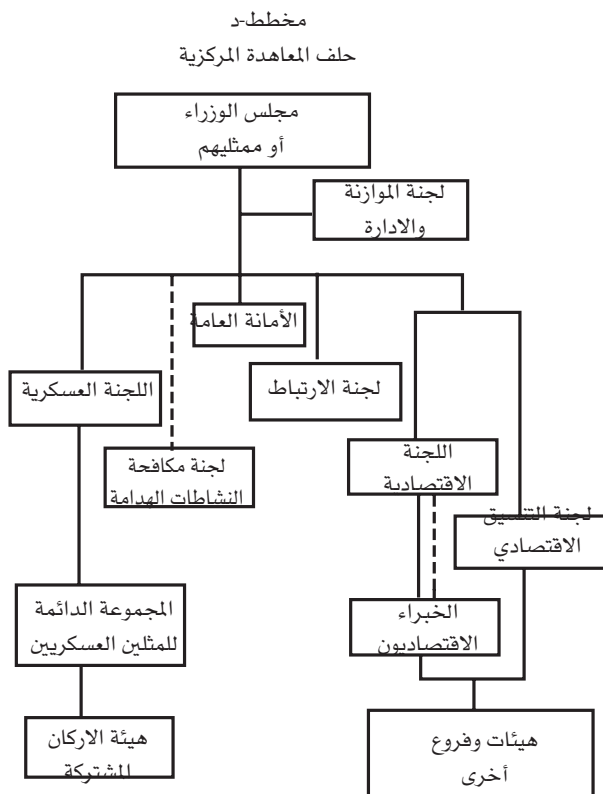 مخطط-د
حلف المعاهدة المركزية
مجلس الوزراء
أو ممثليهم
لجنة الموازنة
والادارة
الأمانة العامة
لجنة الارتباط
اللجنة العسكرية
لجنة مكافحة
النشاطات الهدامة
اللجنة
الاقتصادية
لجنة التنسيق
الاقتصادي
المجموعة الدائمة
للمثلين العسكريين
الخبراء
الاقتصاديون
هيئة الاركان
المشتركة
هيئات وفروع
أخرى